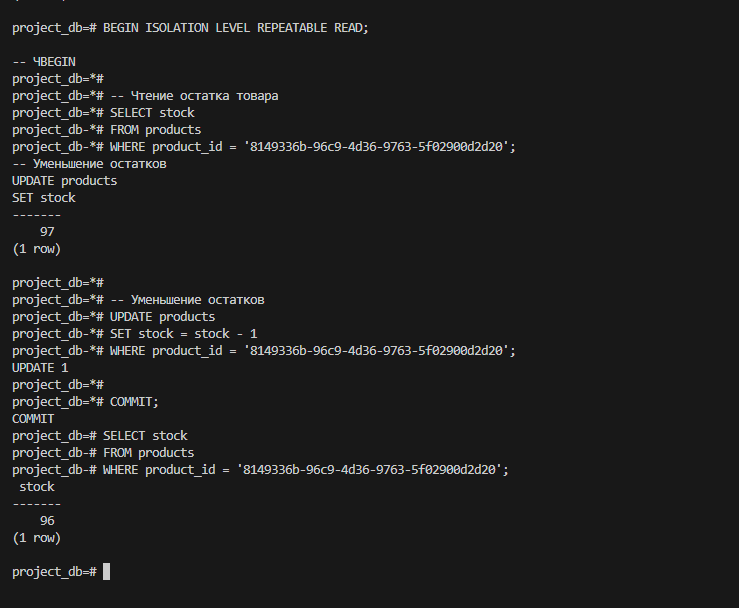 project_db=# BEGIN ISOLATION LEVEL REPEATABLE READ;
-- ЧBEGIN
project_db=*#
project_db=*# -- Чтение остатка товара
project_db=*# SELECT stock
project_db-*# FROM products
project_db-*# WHERE product_id = '8149336b-96c9-4d36-9763-5f02900d2d20';
-- Уменьшение остатков
UPDATE products
SET stock
-------
    97
(1 row)
project_db=*#
project_db=*# -- Уменьшение остатков
project_db=*# UPDATE products
project_db-*# SET stock = stock - 1
project_db-*# WHERE product_id = '8149336b-96c9-4d36-9763-5f02900d2d20';
UPDATE 1
project_db=*#
project_db=*# COMMIT;
COMMIT
project_db=# SELECT stock
project_db-# FROM products
project_db-# WHERE product_id = '8149336b-96c9-4d36-9763-5f02900d2d20';
 stock
-------
    96
(1 row)
project_db=#